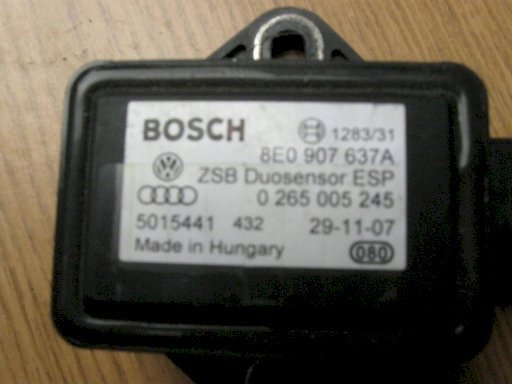 BOSCH 1283/31
8E0 907 637A
ZSB Duosensor ESP
0 265 005 245
5015441 432 29-11-07
Made in Hungary 080